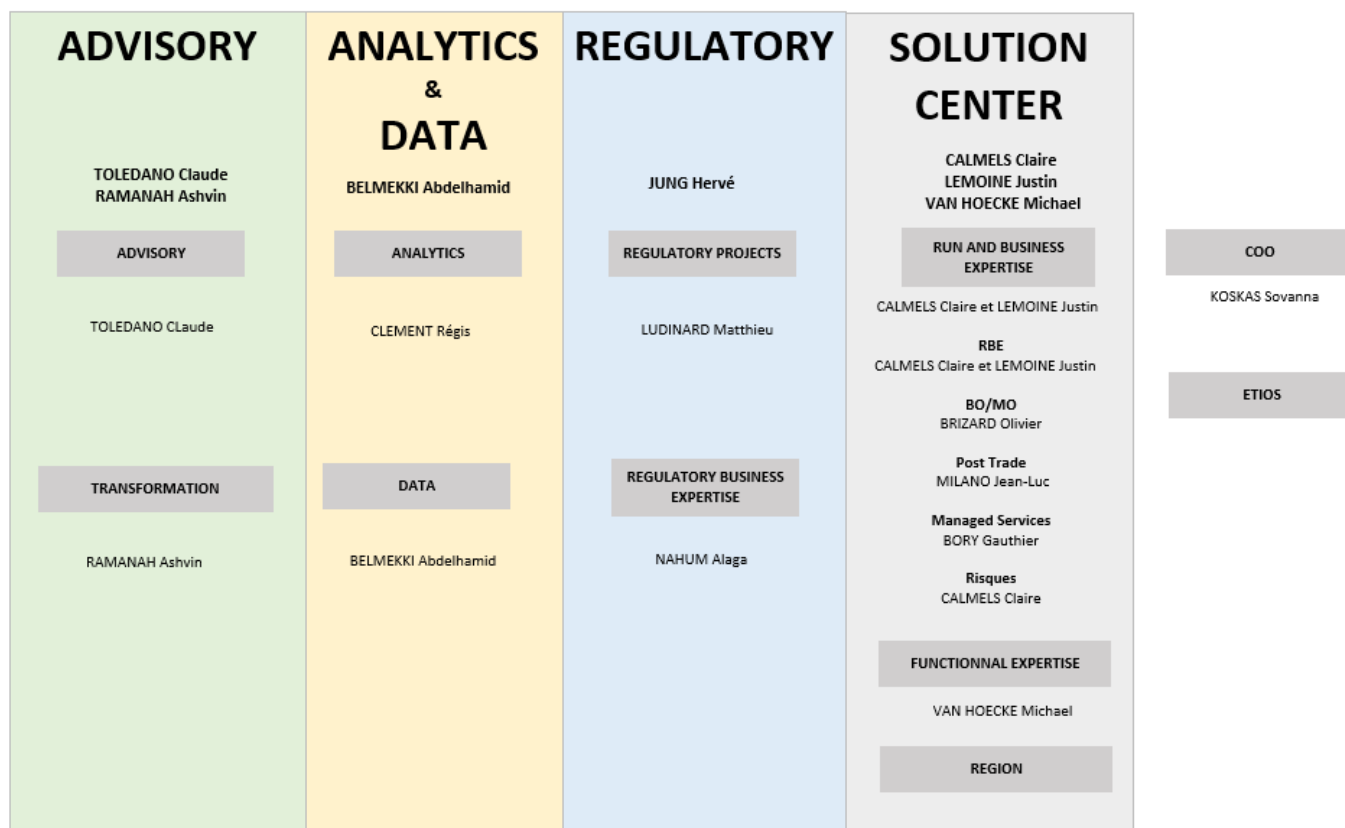 ADVISORY
TOLEDANO Claude
RAMANAH Ashvin
ADVISORY
TOLEDANO CLaude
TRANSFORMATION
RAMANAH Ashvin
ANALYTICS
&
DATA
BELMEKKI Abdelhamid
ANALYTICS
CLEMENT Régis
DATA
BELMEKKI Abdelhamid
REGULATORY
JUNG Hervé
REGULATORY PROJECTS
LUDINARD Matthieu
REGULATORY BUSINESS
EXPERTISE
NAHUM Alaga
SOLUTION
CENTER
CALMELS Claire
LEMOINE Justin
VAN HOECKE Michael
RUN AND BUSINESS
EXPERTISE
CALMELS Claire et LEMOINE Justin
RBE
CALMELS Claire et LEMOINE Justin
BO/MO
BRIZARD Olivier
Post Trade
MILANO Jean-Luc
Managed Services
BORY Gauthier
Risques
CALMELS Claire
FUNCTIONNAL EXPERTISE
VAN HOECKE Michael
REGION
COO
KOSKAS Sovanna
ETIOS